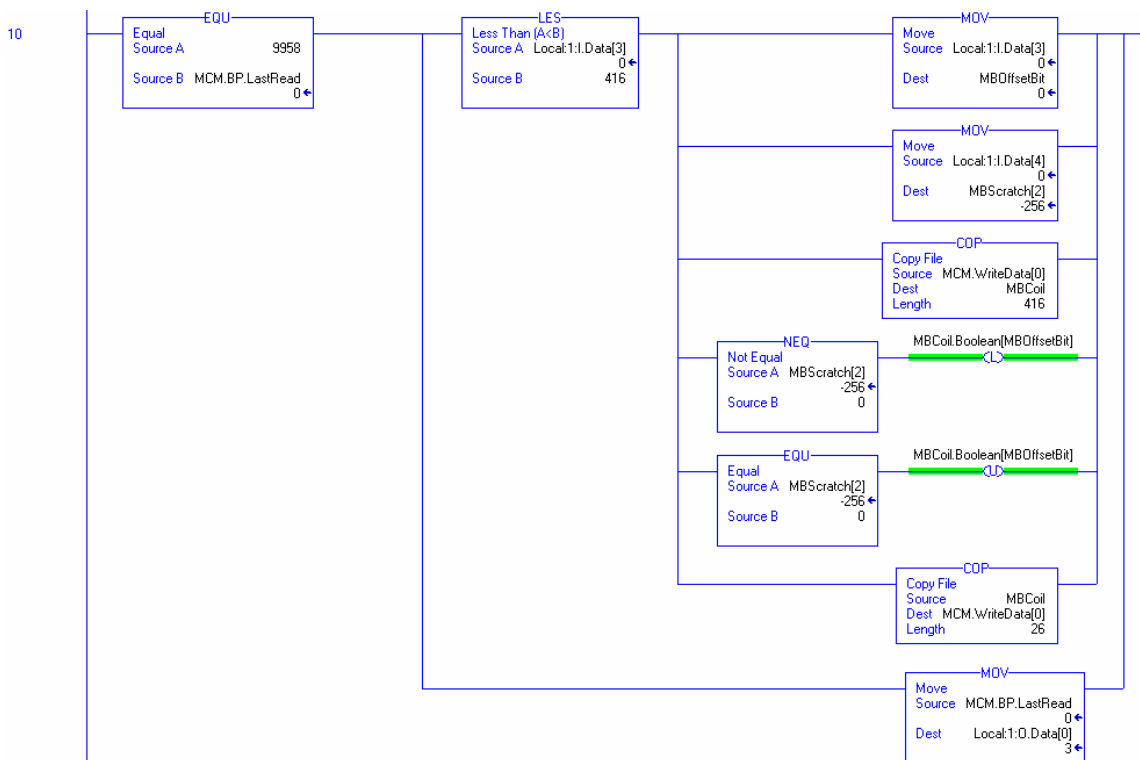 10
EQU
Equal
Source A 9958
Source B MCM.BP.LastRead
0
LES
Less Than (A<B)
Source A Local:1:I.Data[3]
0
Source B 416
MOV
Move
Source Local:1:I.Data[3]
0
Dest MBOffsetBit
0
MOV
Move
Source Local:1:I.Data[4]
0
Dest MBScratch[2]
-256
COP
Copy File
Source MCM.WriteData[0]
Dest MBCoil
Length 416
NEQ
Not Equal
Source A MBScratch[2]
-256
Source B 0
MBCoil.Boolean[MBOffsetBit]
L
EQU
Equal
Source A MBScratch[2]
-256
Source B 0
MBCoil.Boolean[MBOffsetBit]
U
COP
Copy File
Source MBCoil
Dest MCM.WriteData[0]
Length 26
MOV
Move
Source MCM.BP.LastRead
0
Dest Local:1:O.Data[0]
3